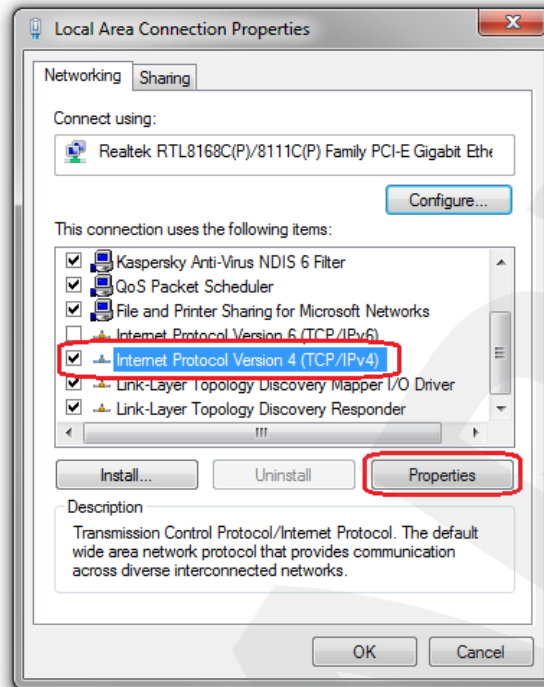 Local Area Connection Properties
Networking
Sharing
Connect using:
Realtek RTL8168C(P)/8111C(P) Family PCI-E Gigabit Ethe
Configure...
This connection uses the following items:
Kaspersky Anti-Virus NDIS 6 Filter
QoS Packet Scheduler
File and Printer Sharing for Microsoft Networks
Internet Protocol Version 6 (TCP/IPv6)
Internet Protocol Version 4 (TCP/IPv4)
Link-Layer Topology Discovery Mapper I/O Driver
Link-Layer Topology Discovery Responder
Install...
Uninstall
Properties
Description
Transmission Control Protocol/Internet Protocol. The default
wide area network protocol that provides communication
across diverse interconnected networks.
OK
Cancel